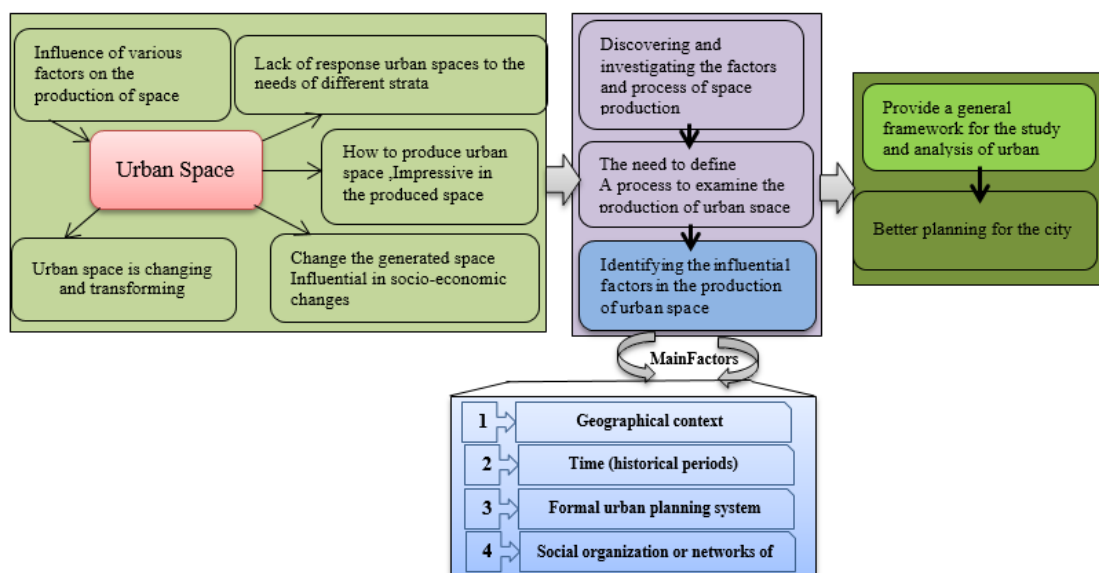 Influence of various
factors on the
production of space
Lack of response urban spaces to the
needs of different strata
Urban Space
How to produce urban
space ,Impressive in
the produced space
Urban space is changing
and transforming
Change the generated space
Influential in socio-economic
changes
Discovering and
investigating the factors
and process of space
production
The need to define
A process to examine the
production of urban space
Identifying the influential
factors in the production
of urban space
Provide a general
framework for the study
and analysis of urban
Better planning for the city
MainFactors
1 Geographical context
2 Time (historical periods)
3 Formal urban planning system
4 Social organization or networks of